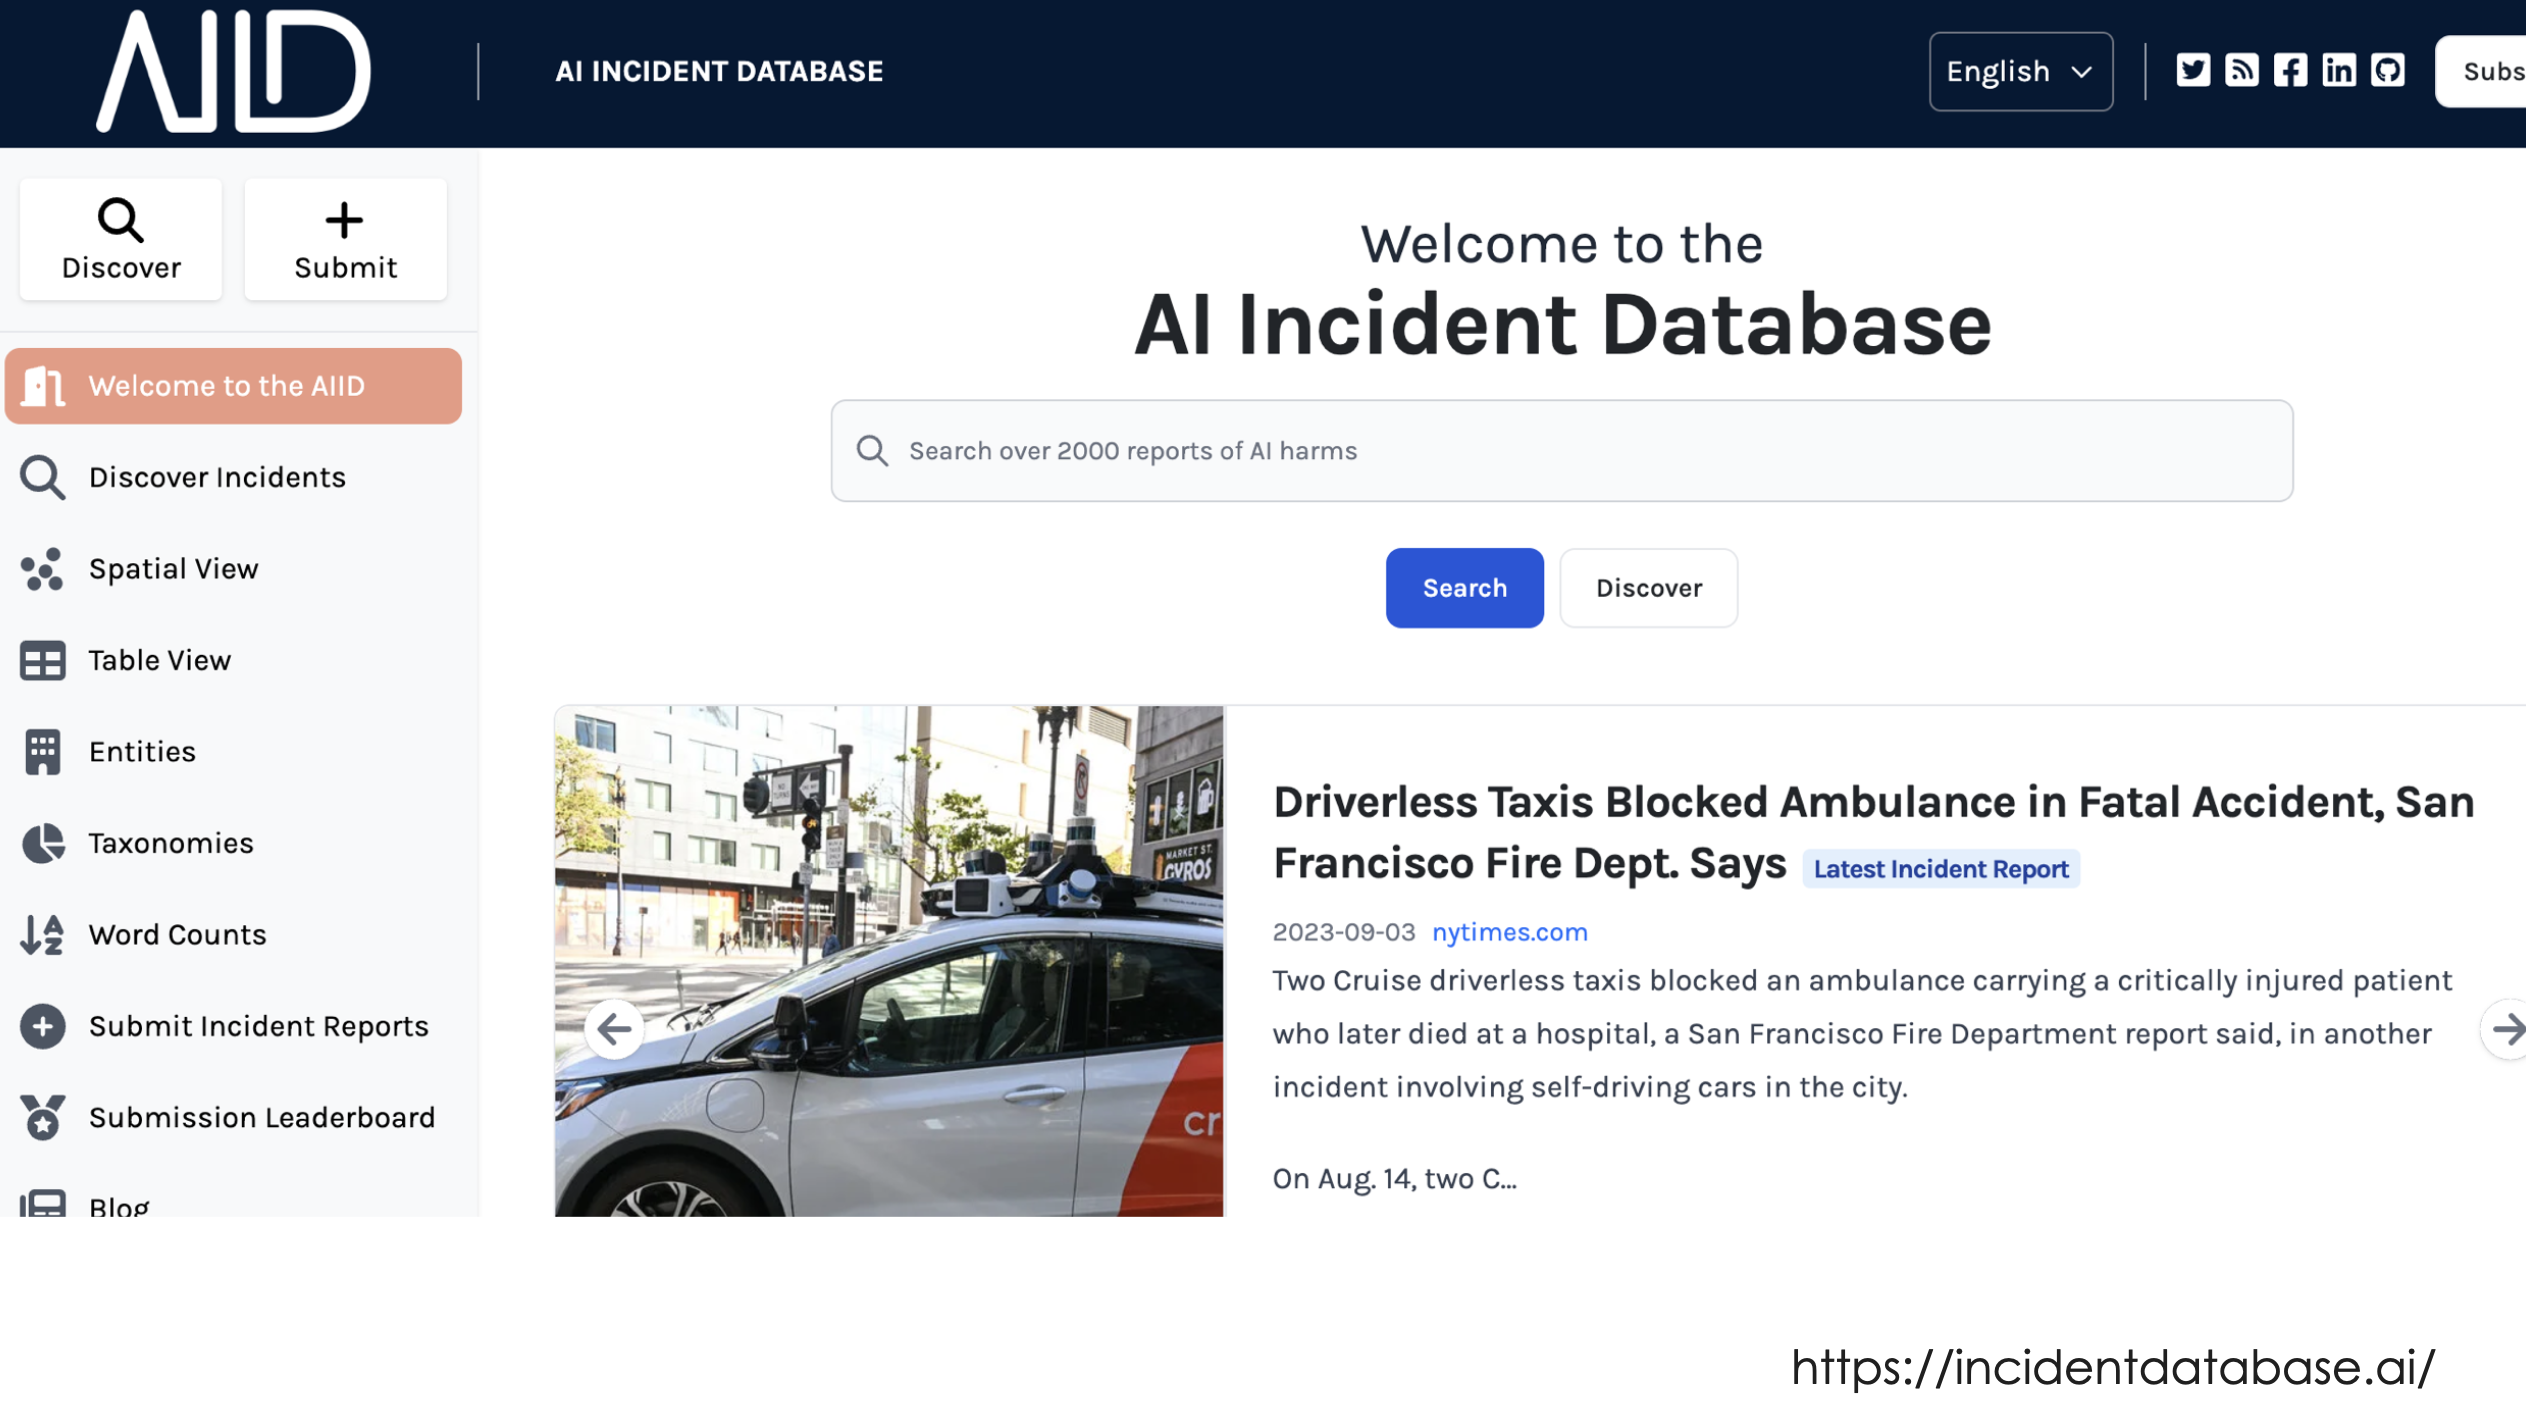 AIID
AI INCIDENT DATABASE
English
Subs
Discover
Submit
Welcome to the AIID
Discover Incidents
Spatial View
Table View
Entities
Taxonomies
Word Counts
Submit Incident Reports
Submission Leaderboard
Blog
Welcome to the
AI Incident Database
Search over 2000 reports of AI harms
Search
Discover
MARKET ST.
GYROS
cr
Driverless Taxis Blocked Ambulance in Fatal Accident, San
Francisco Fire Dept. Says Latest Incident Report
2023-09-03 nytimes.com
Two Cruise driverless taxis blocked an ambulance carrying a critically injured patient
who later died at a hospital, a San Francisco Fire Department report said, in another
incident involving self-driving cars in the city.
On Aug. 14, two C...
https://incidentdatabase.ai/